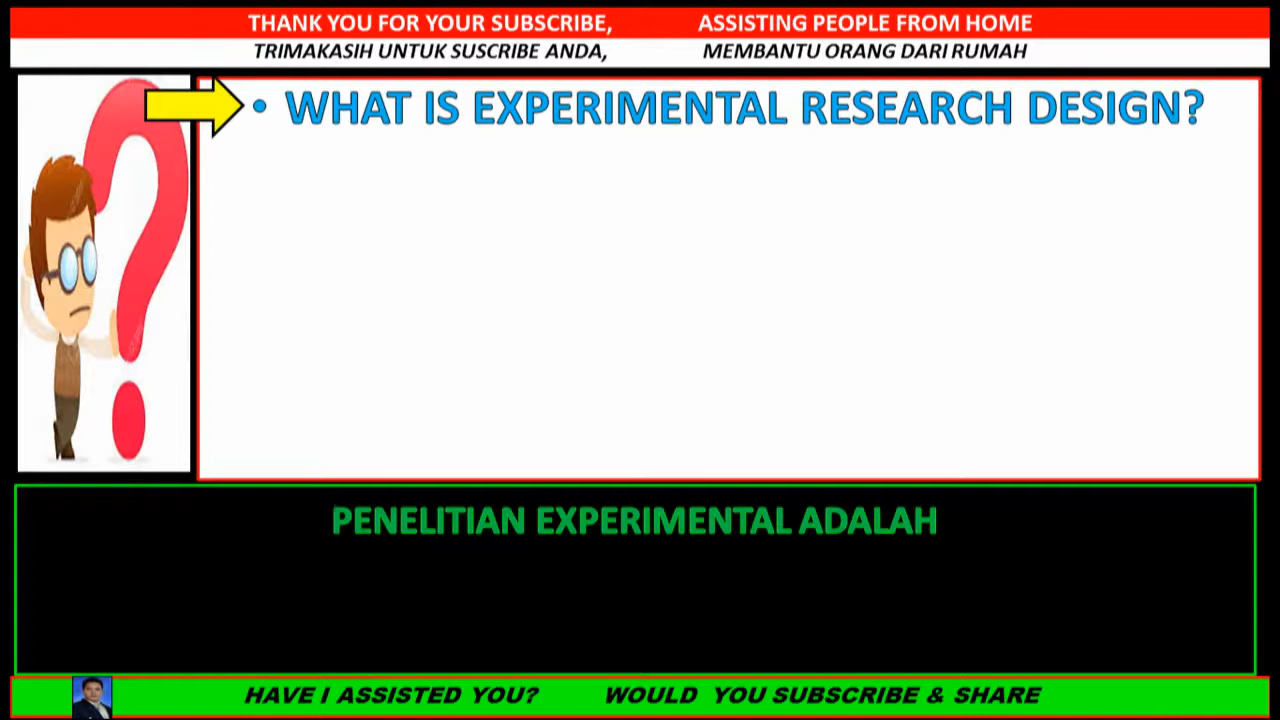 THANK YOU FOR YOUR SUBSCRIBE, ASSISTING PEOPLE FROM HOME
TRIMAKASIH UNTUK SUSCRIBE ANDA, MEMBANTU ORANG DARI RUMAH
• WHAT IS EXPERIMENTAL RESEARCH DESIGN?
PENELITIAN EXPERIMENTAL ADALAH
HAVE I ASSISTED YOU? WOULD YOU SUBSCRIBE & SHARE